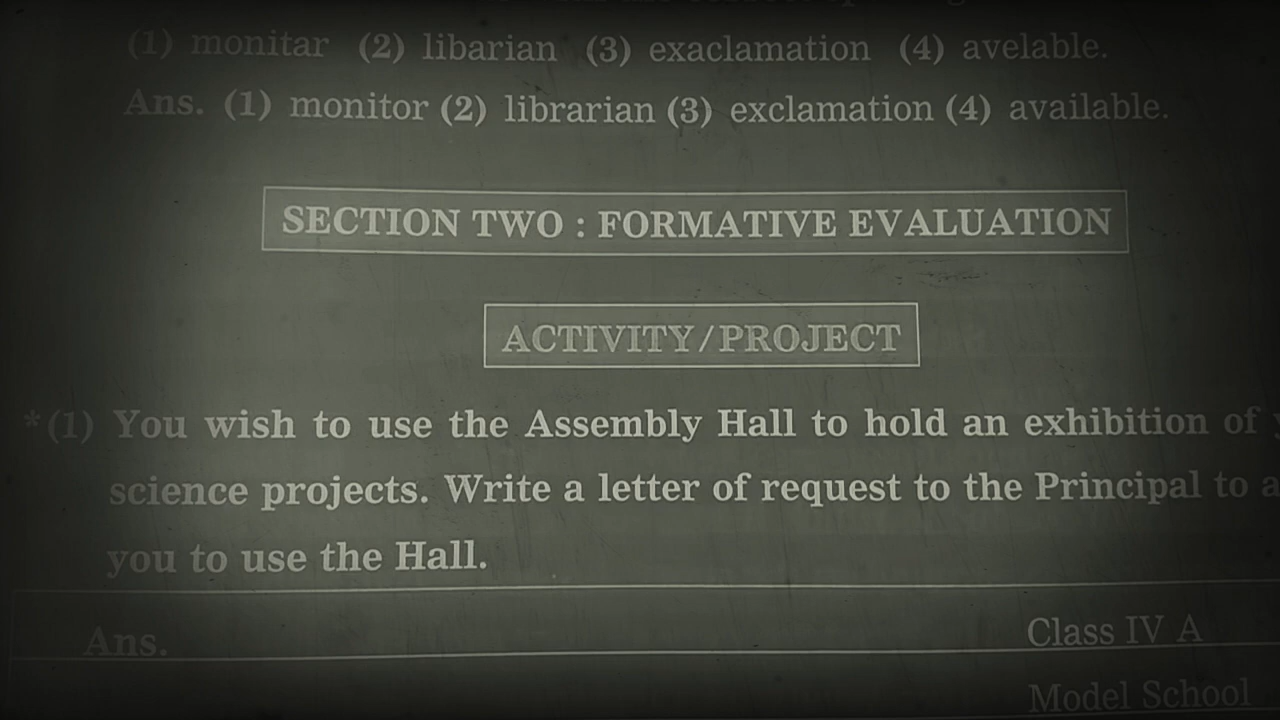 (1) monitar (2) libarian (3) exaclamation (4) avelable.
Ans. (1) monitor (2) librarian (3) exclamation (4) available.
SECTION TWO : FORMATIVE EVALUATION
ACTIVITY/PROJECT
*(1) You wish to use the Assembly Hall to hold an exhibition of
science projects. Write a letter of request to the Principal to
you to use the Hall.
Ans. Class IV A
Model School